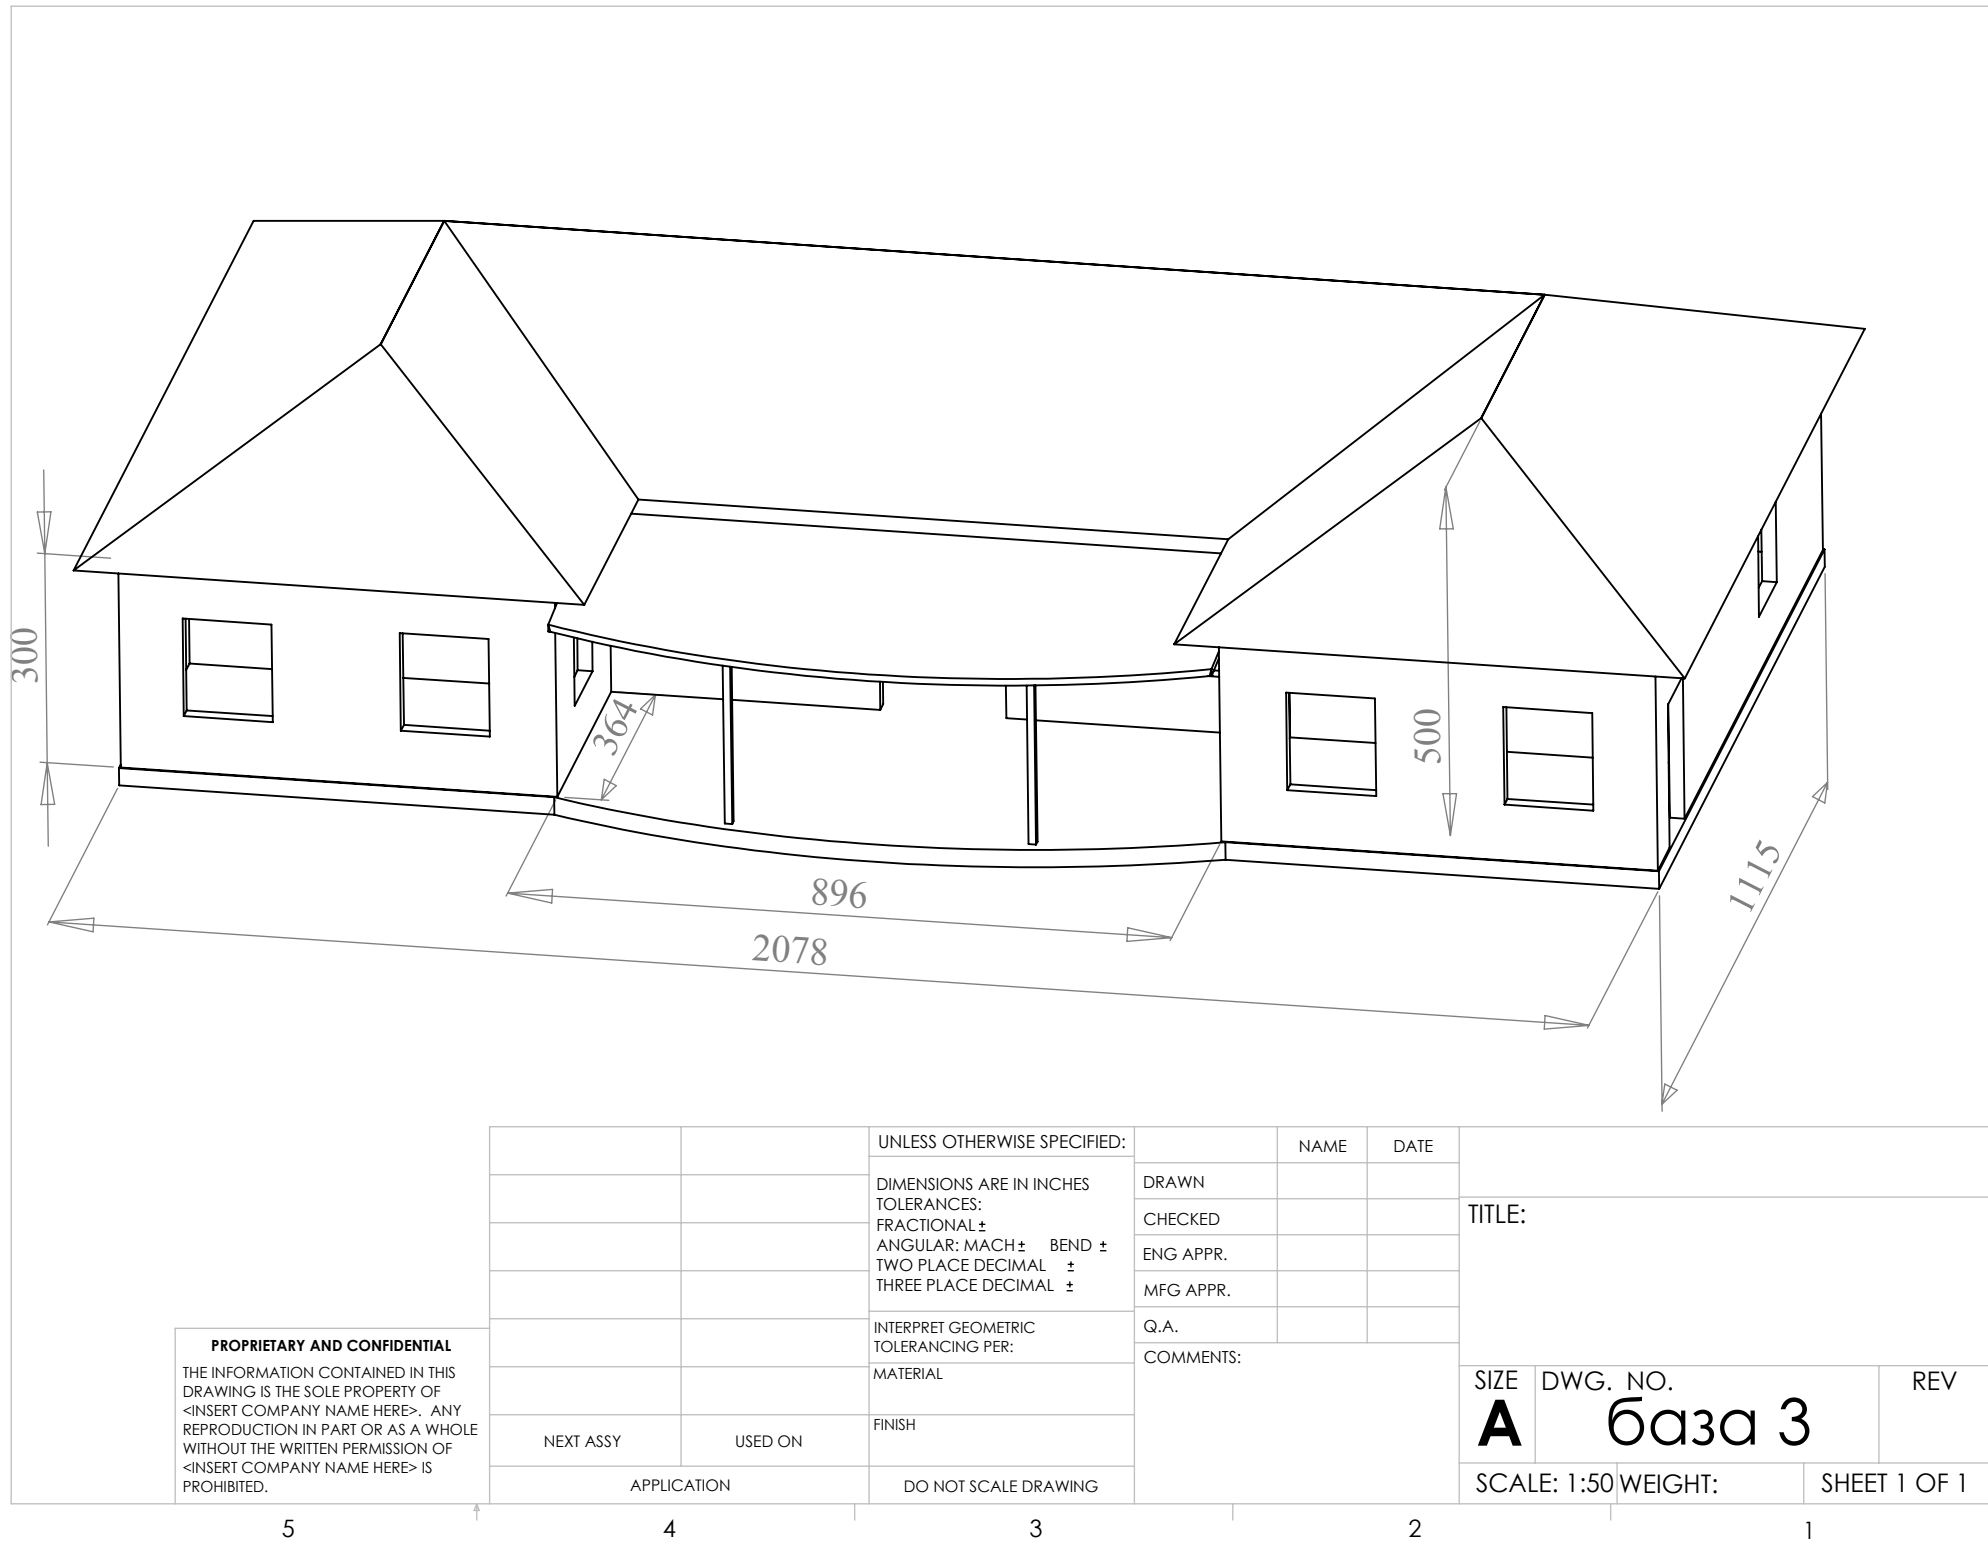 300
364
500
896
2078
1115
UNLESS OTHERWISE SPECIFIED:
DIMENSIONS ARE IN INCHES
TOLERANCES:
FRACTIONAL ±
ANGULAR: MACH ± BEND ±
TWO PLACE DECIMAL ±
THREE PLACE DECIMAL ±
INTERPRET GEOMETRIC
TOLERANCING PER:
MATERIAL
FINISH
DO NOT SCALE DRAWING
NAME DATE
DRAWN
CHECKED
ENG APPR.
MFG APPR.
Q.A.
COMMENTS:
TITLE:
SIZE
A
DWG. NO.
база 3
REV
SCALE: 1:50
WEIGHT:
SHEET 1 OF 1
PROPRIETARY AND CONFIDENTIAL
THE INFORMATION CONTAINED IN THIS
DRAWING IS THE SOLE PROPERTY OF
<INSERT COMPANY NAME HERE>. ANY
REPRODUCTION IN PART OR AS A WHOLE
WITHOUT THE WRITTEN PERMISSION OF
<INSERT COMPANY NAME HERE> IS
PROHIBITED.
NEXT ASSY
USED ON
APPLICATION
5 4 3 2 1